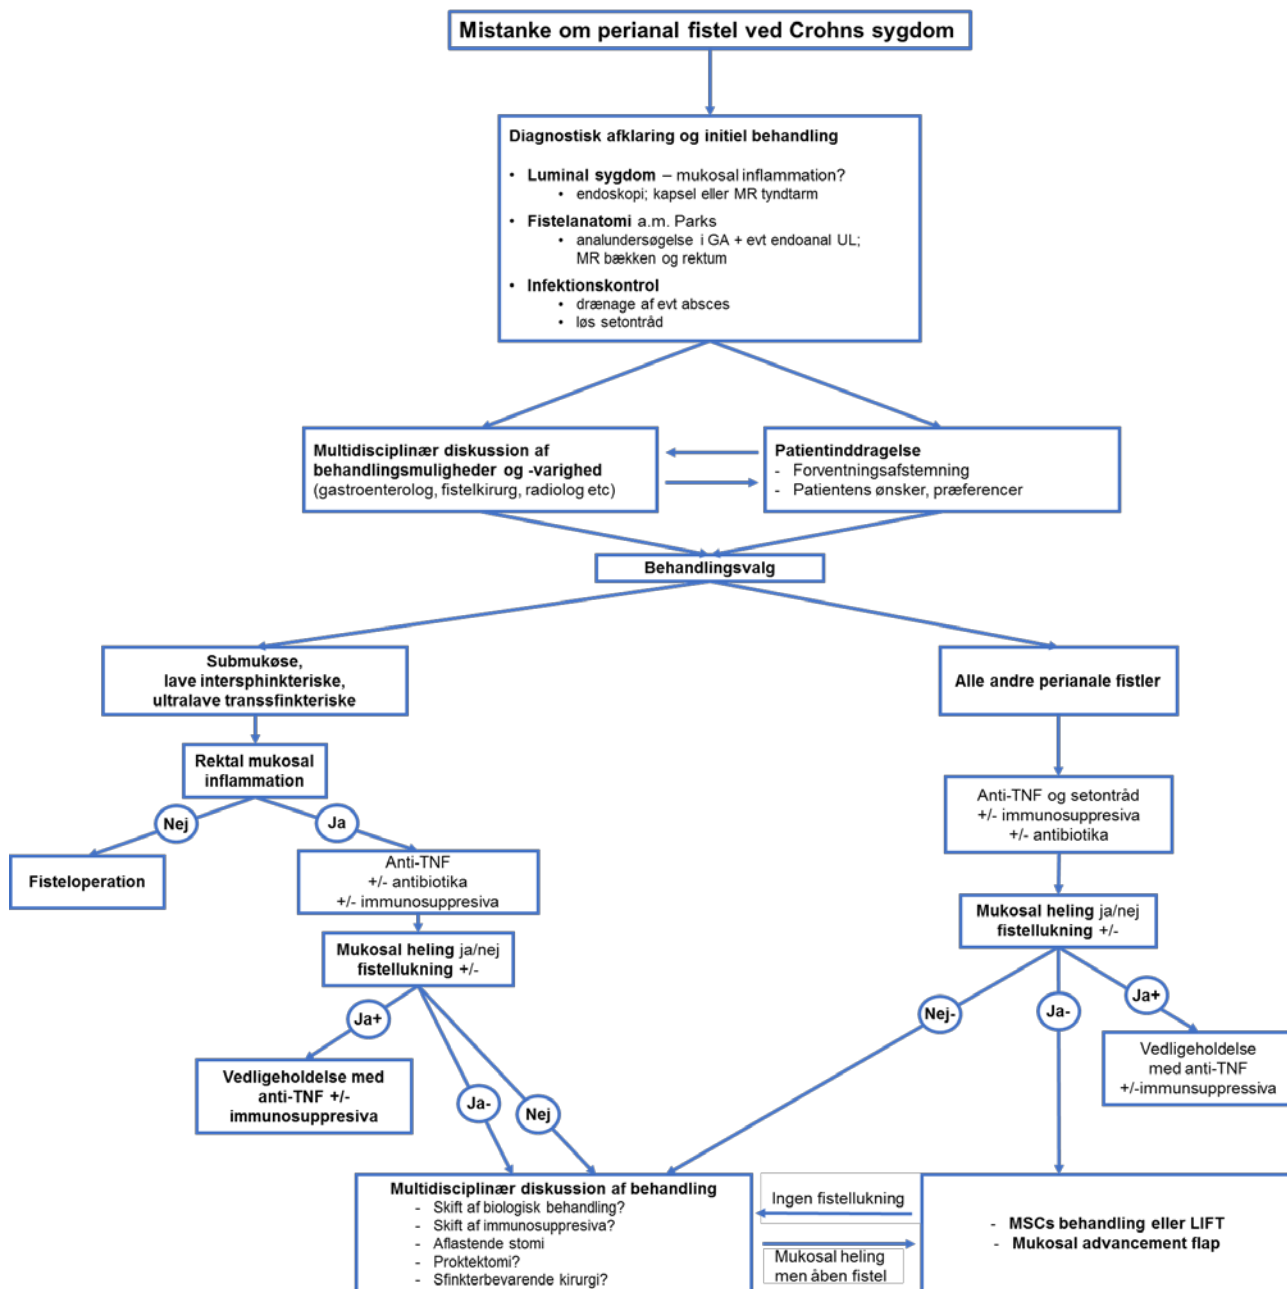 Mistanke om perianal fistel ved Crohns sygdom
Diagnostisk afklaring og initiel behandling
• Luminal sygdom – mukosal inflammation?
• endoskopi; kapsel eller MR tyndtarm
• Fistelanatomi a.m. Parks
• analundersøgelse i GA + evt endoanal UL;
MR bækken og rektum
• Infektionskontrol
• drænage af evt absces
• løs setontråd
Multidisciplinær diskussion af
behandlingsmuligheder og -varighed
(gastroenterolog, fistelkirurg, radiolog etc)
Patientinddragelse
- Forventningsafstemning
- Patientens ønsker, præferencer
Behandlingsvalg
Submukøse,
lave intersphinkteriske,
ultralave transsfinkteriske
Alle andre perianale fistler
Rektal mukosal
inflammation
Nej
Ja
Fisteloperation
Anti-TNF
+/- antibiotika
+/- immunosuppresiva
Anti-TNF og setontråd
+/- immunosuppresiva
+/- antibiotika
Mukosal heling ja/nej
fistellukning +/-
Mukosal heling ja/nej
fistellukning +/-
Ja+
Ja-
Nej
Nej-
Ja-
Ja+
Vedligeholdelse med
anti-TNF +/-
immunosuppresiva
Vedligeholdelse
med anti-TNF
+/-immunsuppressiva
Multidisciplinær diskussion af behandling
- Skift af biologisk behandling?
- Skift af immunosuppresiva?
- Aflastende stomi
- Proktektomi?
- Sfinkterbevarende kirurgi?
Ingen fistellukning
Mukosal heling
men åben fistel
- MSCs behandling eller LIFT
- Mukosal advancement flap